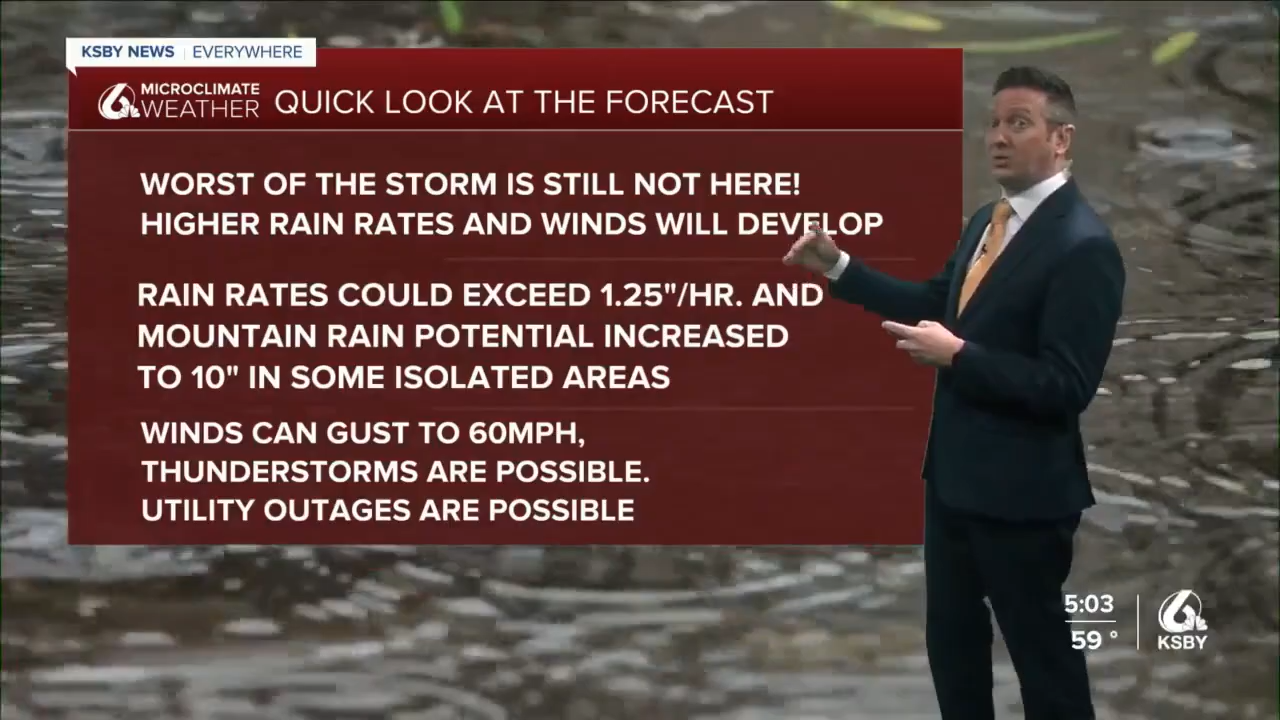 KSBY NEWS | EVERYWHERE
6 MICROCLIMATE WEATHER
QUICK LOOK AT THE FORECAST
WORST OF THE STORM IS STILL NOT HERE!
HIGHER RAIN RATES AND WINDS WILL DEVELOP
RAIN RATES COULD EXCEED 1.25"/HR. AND
MOUNTAIN RAIN POTENTIAL INCREASED
TO 10" IN SOME ISOLATED AREAS
WINDS CAN GUST TO 60MPH,
THUNDERSTORMS ARE POSSIBLE.
UTILITY OUTAGES ARE POSSIBLE
5:03
59°
6
KSBY